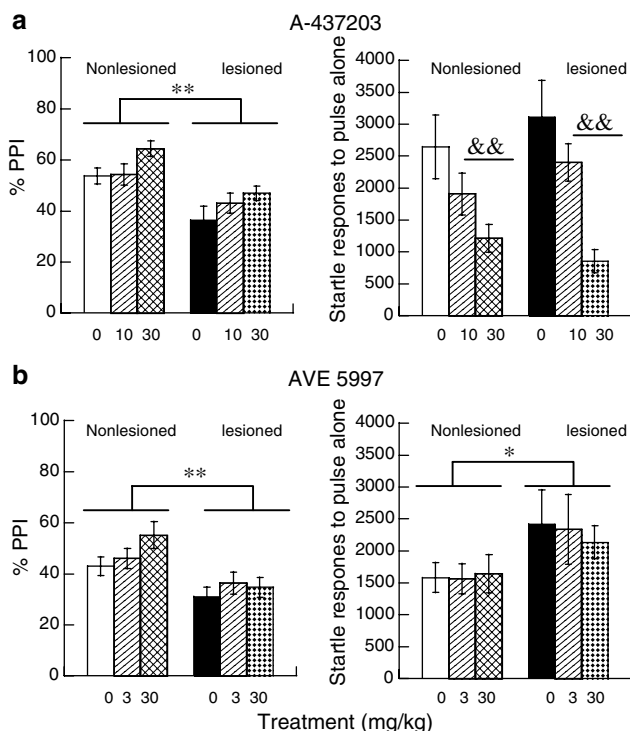 a
A-437203
100
80
60
40
20
0
% PPI
Nonlesioned
lesioned
**
0 10 30
0 10 30
4000
3500
3000
2500
2000
1500
1000
500
0
Startle respones to pulse alone
Nonlesioned
lesioned
&&
&&
0 10 30
0 10 30
b
AVE 5997
100
80
60
40
20
0
% PPI
Nonlesioned
lesioned
**
0 3 30
0 3 30
4000
3500
3000
2500
2000
1500
1000
500
0
Startle respones to pulse alone
Nonlesioned
lesioned
*
0 3 30
0 3 30
Treatment (mg/kg)